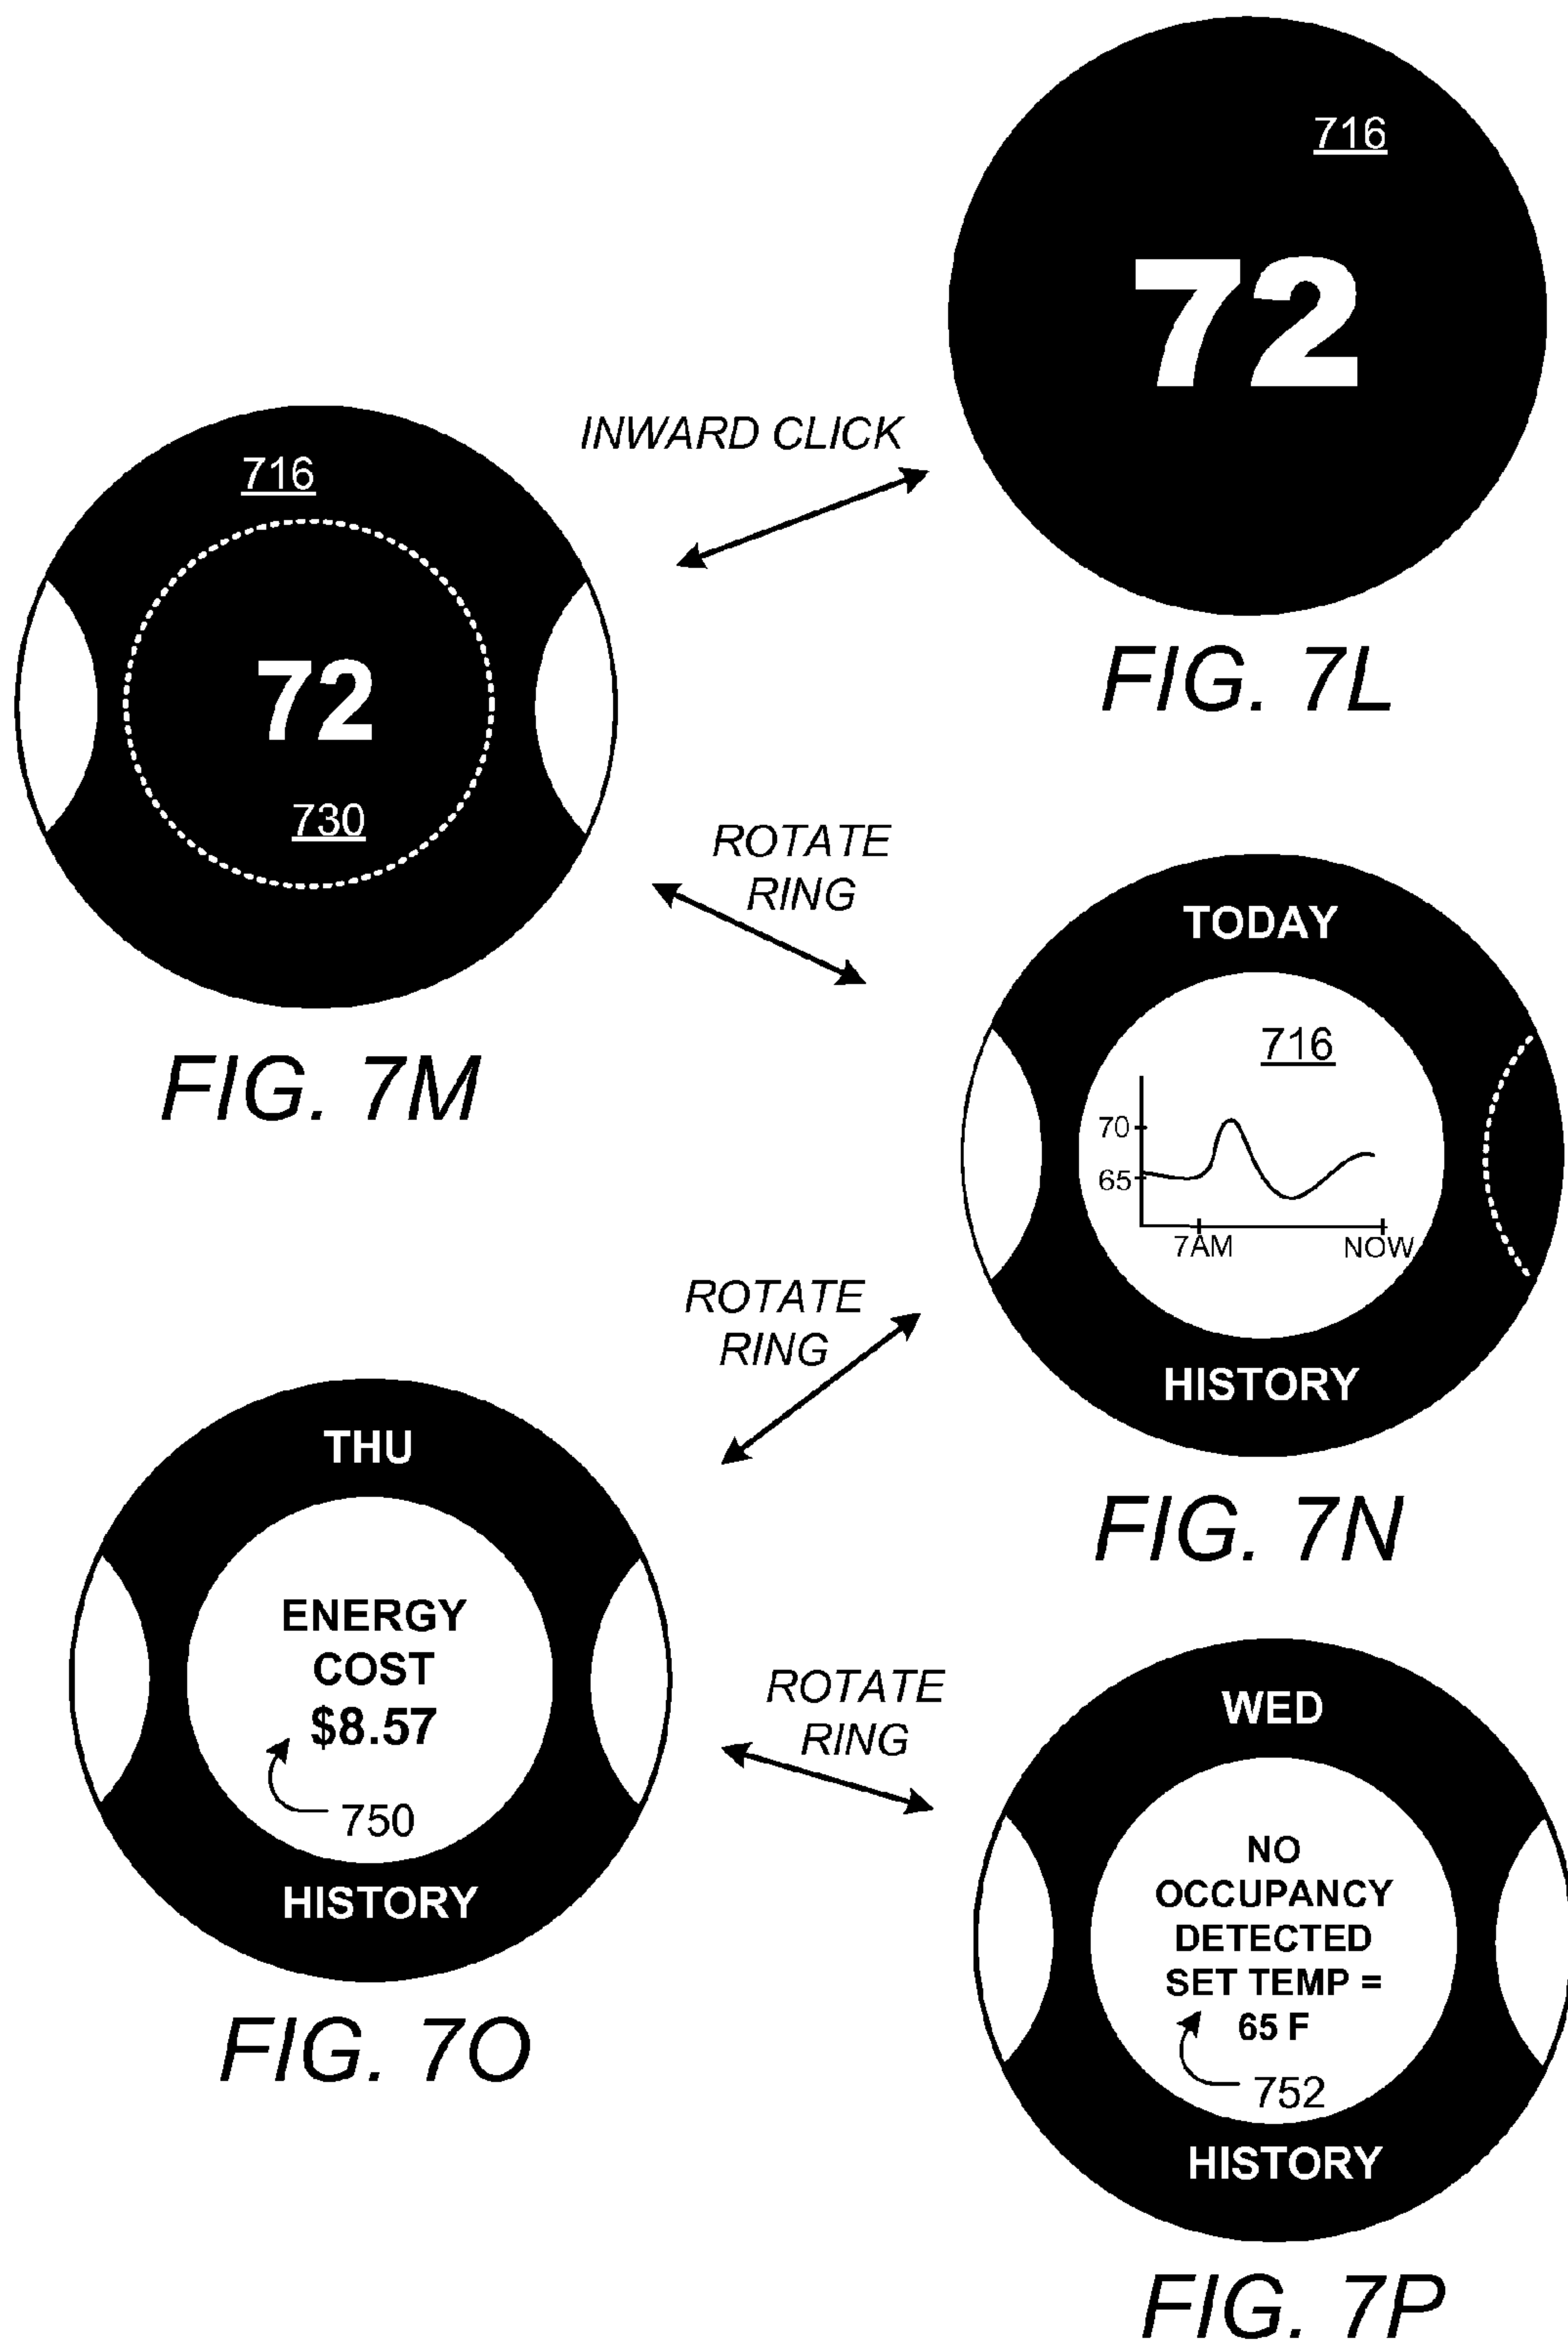 716
72
FIG. 7L
INWARD CLICK
716
72
730
FIG. 7M
ROTATE
RING
TODAY
716
70
65
7AM NOW
HISTORY
FIG. 7N
ROTATE
RING
THU
ENERGY
COST
$8.57
750
HISTORY
FIG. 7O
ROTATE
RING
WED
NO
OCCUPANCY
DETECTED
SET TEMP =
65 F
752
HISTORY
FIG. 7P